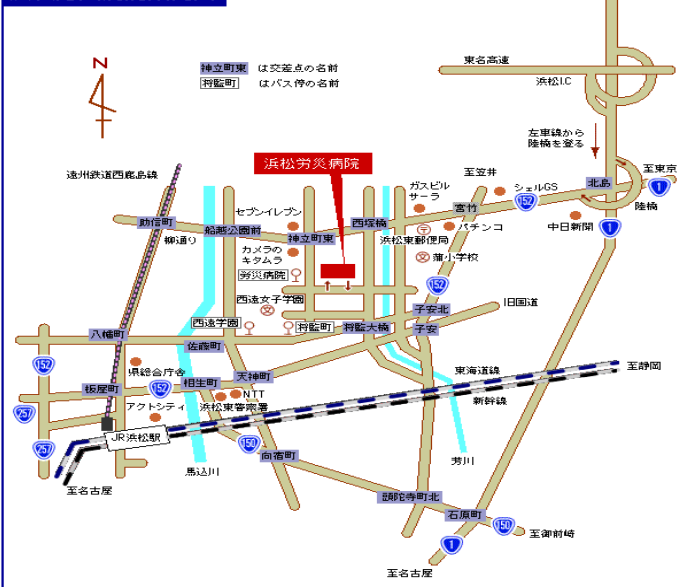 N
神立町東 は交差点の名前
将監町 はバス停の名前
東名高速
浜松I.C
左車線から
陸橋を登る
浜松労災病院
遠州鉄道西鹿島線
至笠井
ガスビル
サーラ
シェルGS
北島
至東京
1
陸橋
152
宮竹
中日新聞
1
セブンイレブン
助信町
船越公園前
柳通り
神立町東
西塚橋
パチンコ
浜松東郵便局
カメラの
キタムラ
蒲小学校
労災病院
152
西遠女子学園
子安北
旧国道
西遠学園
将監町
将監大橋
子安
八幡町
佐藤町
152
県総合庁舎
天神町
東海道線
至静岡
板屋町
152
相生町
新幹線
NTT
257
アクトシティ
浜松東警察署
JR浜松駅
257
150
向宿町
馬込川
芳川
至名古屋
頭陀寺町北
石原町
150
至御前崎
1
至名古屋